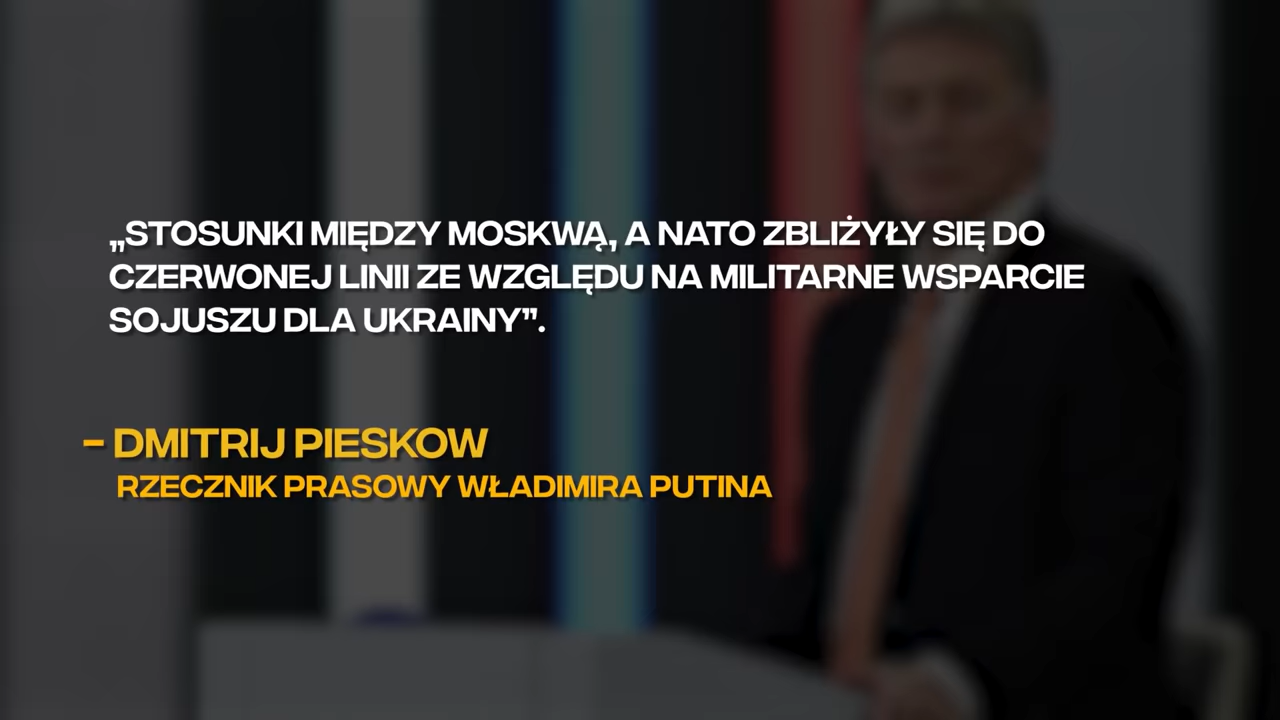 „STOSUNKI MIĘDZY MOSKWĄ, A NATO ZBLIŻYŁY SIĘ DO
CZERWONEJ LINII ZE WZGLĘDU NA MILITARNE WSPARCIE
SOJUSZU DLA UKRAINY”.
– DMITRIJ PIESKOW
RZECZNIK PRASOWY WŁADIMIRA PUTINA